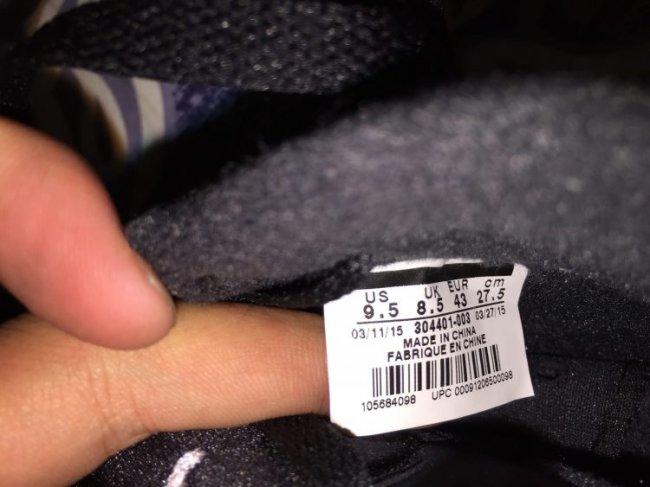 US UK EUR cm
9.5 8.5 43 27.5
03/11/15 304401-003 03/27/15
MADE IN CHINA
FABRIQUE EN CHINE
105684098 UPC 00091206500098